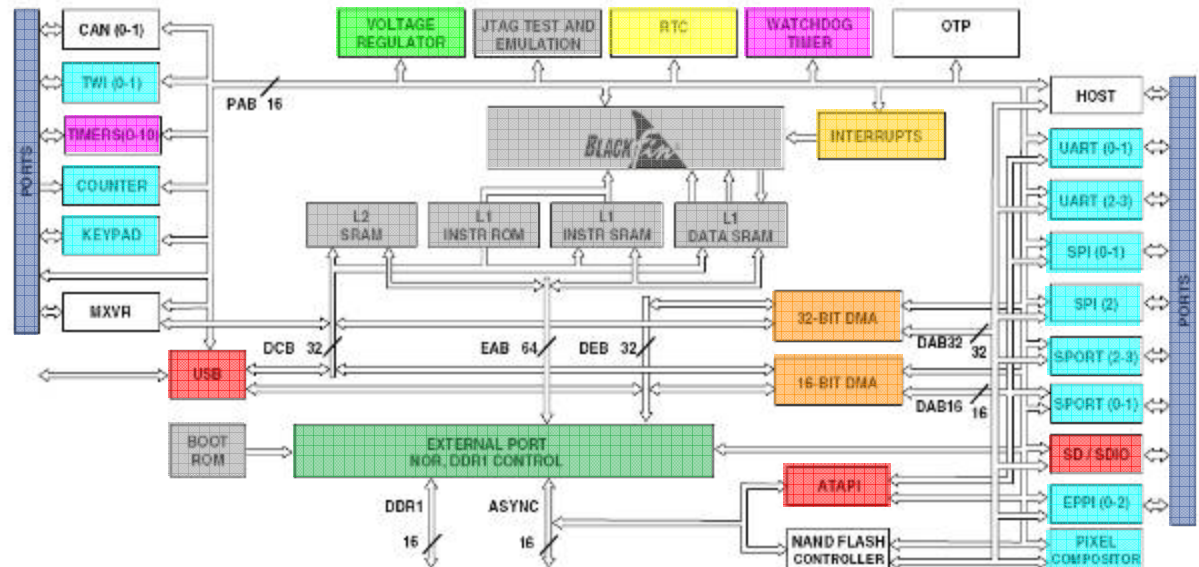 VOLTAGE
REGULATOR
JTAG TEST AND
EMULATION
RTC
WATCHDOG
TIMER
OTP
CAN (0-1)
TWI (0-1)
TIMERS(0-10)
COUNTER
KEYPAD
MXVR
USB
PORTS
PAB 16
BLACKFIN
INTERRUPTS
L2
SRAM
L1
INSTR ROM
L1
INSTR SRAM
L1
DATA SRAM
DCB 32
EAB 64
DEB 32
32-BIT DMA
16-BIT DMA
DAB32
32
DAB16 16
BOOT
ROM
EXTERNAL PORT
NOR, DDR1 CONTROL
DDR1
16
ASYNC
16
ATAPI
NAND FLASH
CONTROLLER
HOST
UART (0-1)
UART (2-3)
SPI (0-1)
SPI (2)
SPORT (2-3)
SPORT (0-1)
SD / SDIO
EPPI (0-2)
PIXEL
COMPOSITOR
PORTS